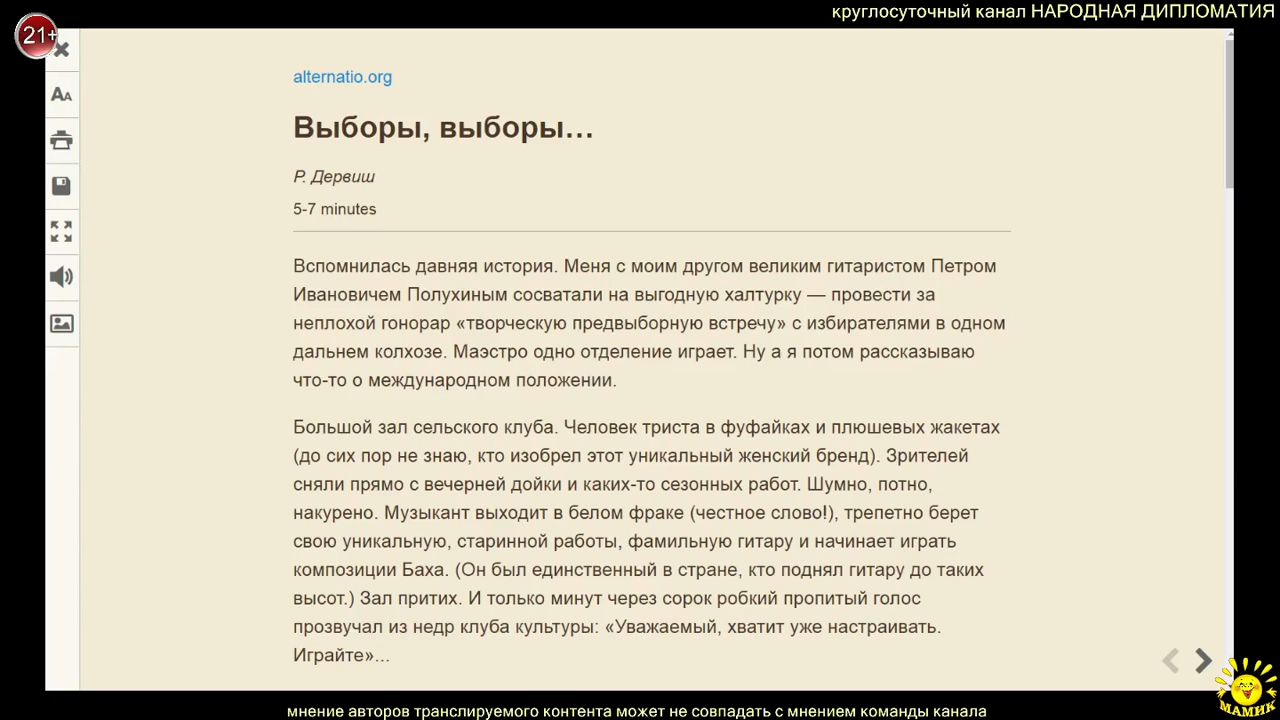 круглосуточный канал НАРОДНАЯ ДИПЛОМАТИЯ
21+
AA
alternatio.org
Выборы, выборы…
Р. Дервиш
5-7 minutes
Вспомнилась давняя история. Меня с моим другом великим гитаристом Петром
Ивановичем Полухиным сосватали на выгодную халтурку — провести за
неплохой гонорар «творческую предвыборную встречу» с избирателями в одном
дальнем колхозе. Маэстро одно отделение играет. Ну а я потом рассказываю
что-то о международном положении.
Большой зал сельского клуба. Человек триста в фуфайках и плюшевых жакетах
(до сих пор не знаю, кто изобрел этот уникальный женский бренд). Зрителей
сняли прямо с вечерней дойки и каких-то сезонных работ. Шумно, потно,
накурено. Музыкант выходит в белом фраке (честное слово!), трепетно берет
свою уникальную, старинной работы, фамильную гитару и начинает играть
композиции Баха. (Он был единственный в стране, кто поднял гитару до таких
высот.) Зал притих. И только минут через сорок робкий пропитый голос
прозвучал из недр клуба культуры: «Уважаемый, хватит уже настраивать.
Играйте»...
МАМИК
мнение авторов транслируемого контента может не совпадать с мнением команды канала